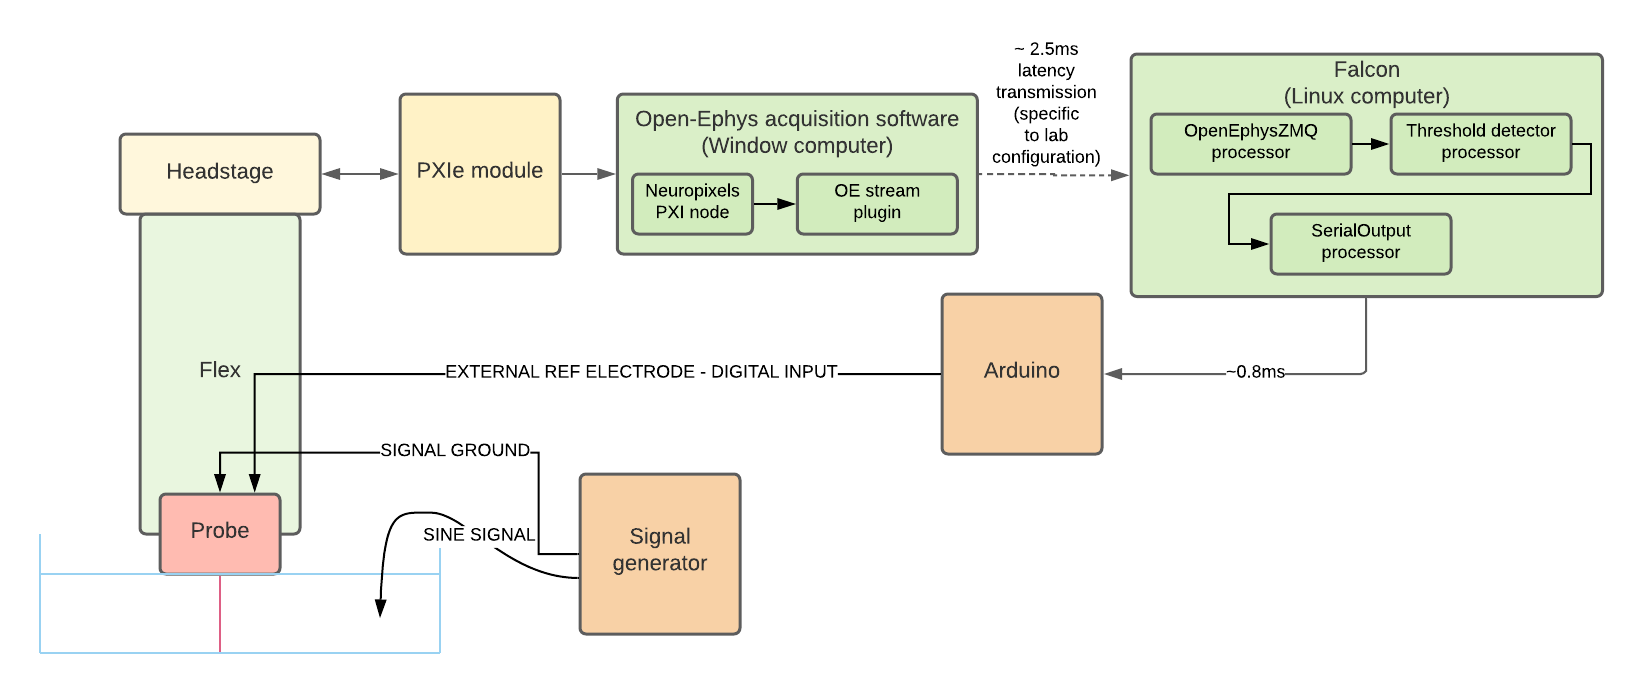 ~ 2.5ms
latency
transmission
(specific
to lab
configuration)
Falcon
(Linux computer)
OpenEphysZMQ
processor
Threshold detector
processor
SerialOutput
processor
Open-Ephys acquisition software
(Window computer)
Neuropixels
PXI node
OE stream
plugin
PXIe module
Headstage
Flex
EXTERNAL REF ELECTRODE - DIGITAL INPUT
Arduino
~0.8ms
SIGNAL GROUND
SINE SIGNAL
Signal
generator
Probe